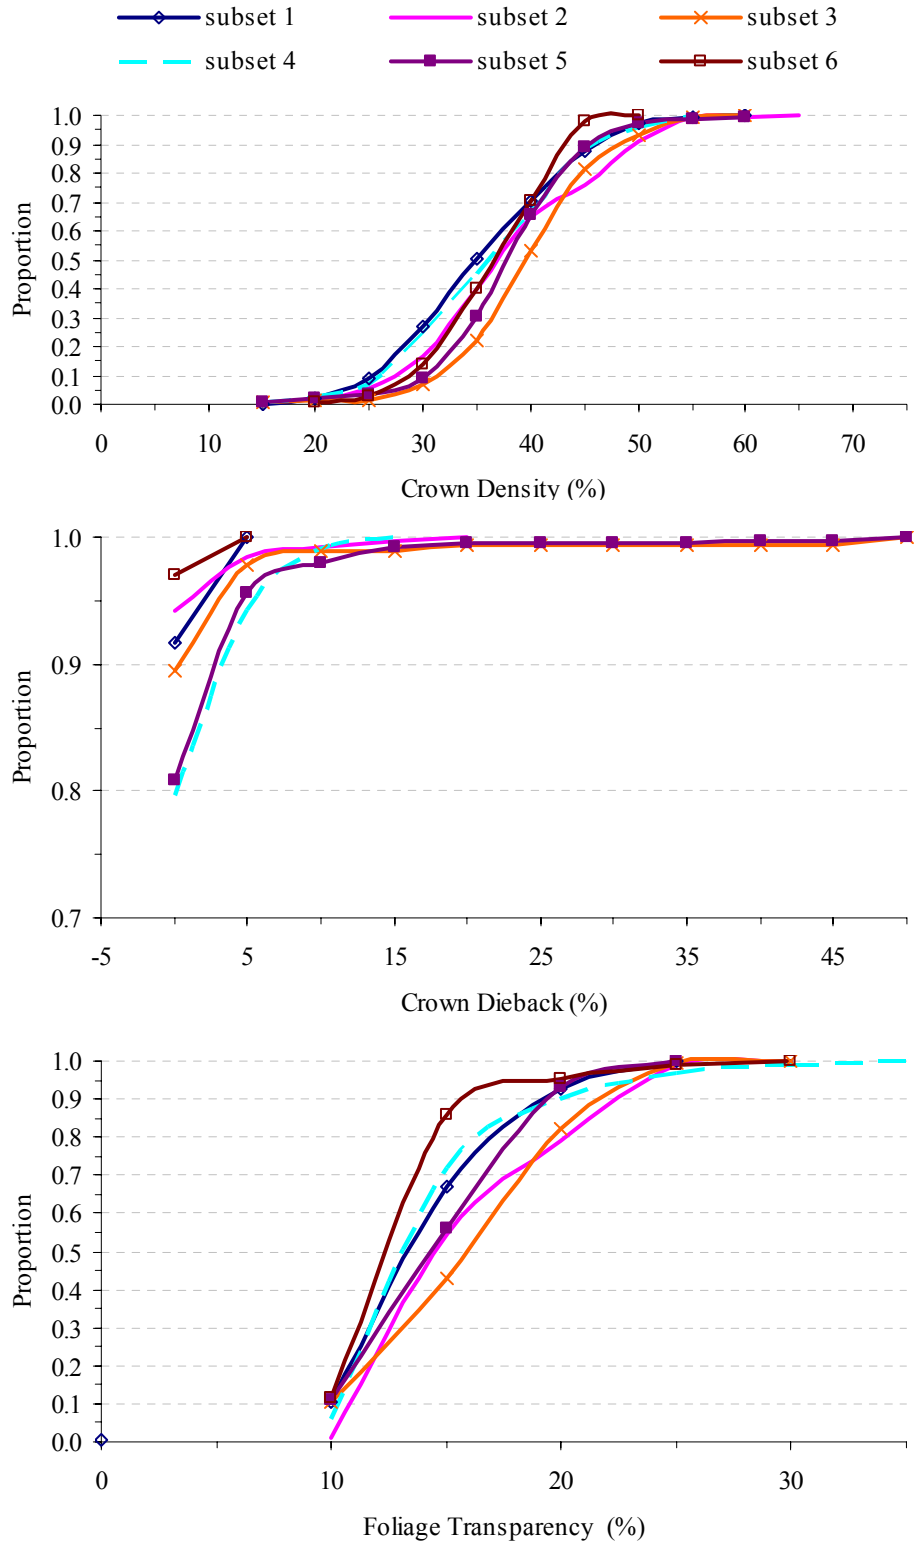 subset 1 subset 2 subset 3
subset 4 subset 5 subset 6
1.0
0.9
0.8
0.7
0.6
0.5
0.4
0.3
0.2
0.1
0.0
Proportion
0 10 20 30 40 50 60 70
Crown Density (%)
1.0
0.9
0.8
0.7
Proportion
-5 5 15 25 35 45
Crown Dieback (%)
1.0
0.9
0.8
0.7
0.6
0.5
0.4
0.3
0.2
0.1
0.0
Proportion
0 10 20 30
Foliage Transparency (%)